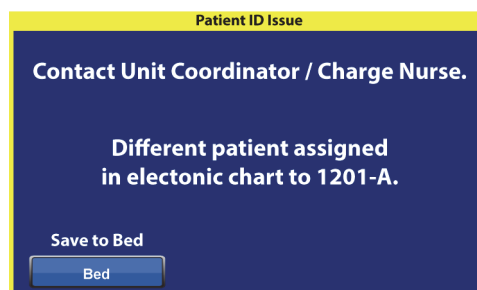 Patient ID Issue
Contact Unit Coordinator / Charge Nurse.
Different patient assigned
in electonic chart to 1201-A.
Save to Bed
Bed